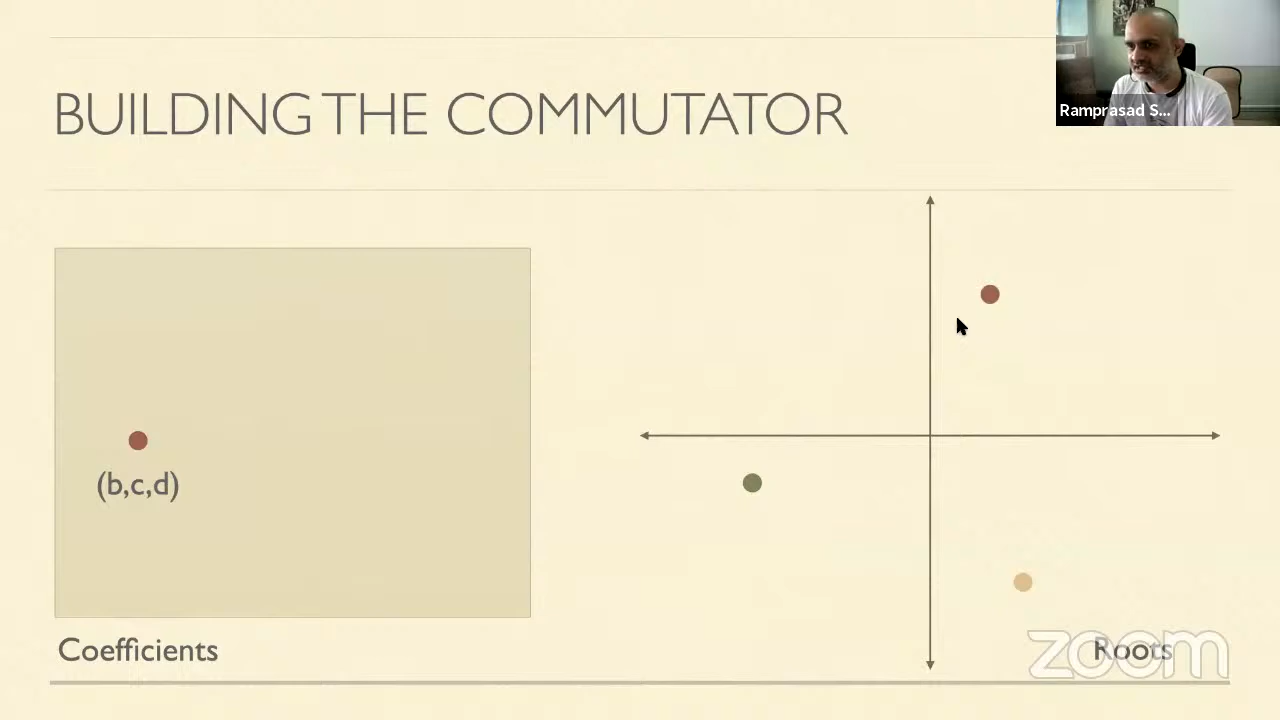 BUILDING THE COMMUTATOR
Ramprasad S...
(b,c,d)
Coefficients
Roots
zoom